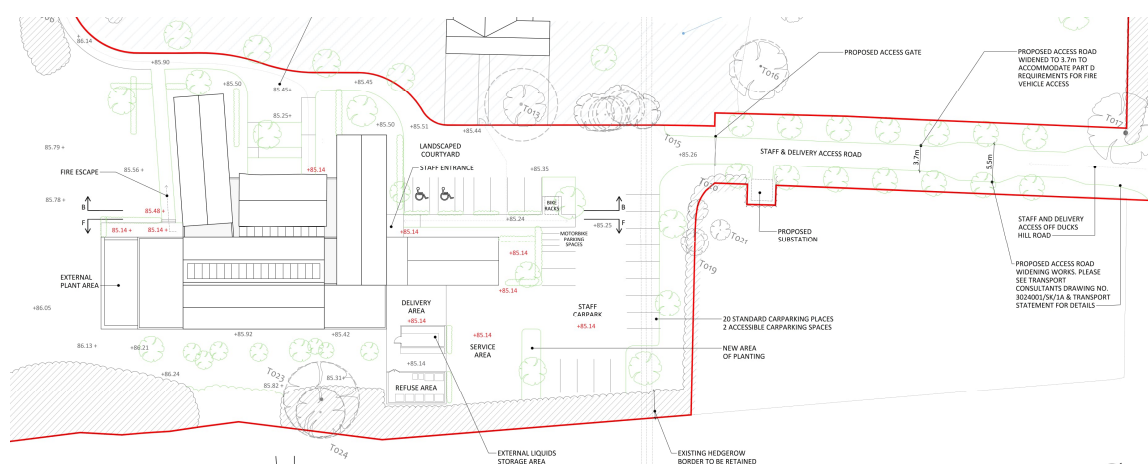 86.14
+85.90
+85.50
85.45+
+85.45
85.25+
+85.50
+85.51
+85.44
T013
T016
PROPOSED ACCESS GATE
PROPOSED ACCESS ROAD
WIDENED TO 3.7m TO
ACCOMMODATE PART D
REQUIREMENTS FOR FIRE
VEHICLE ACCESS
T017
T015
+85.26
STAFF & DELIVERY ACCESS ROAD
3.7m
5.5m
85.79 +
85.56 +
FIRE ESCAPE
85.78 +
85.48 +
85.14 +
85.14 +
B
F
+85.14
LANDSCAPED
COURTYARD
STAFF ENTRANCE
+85.35
BIKE
RACKS
+85.24
+85.14
B
F
+85.25
MOTORBIKE
PARKING
SPACES
+85.14
+85.14
T021
T019
PROPOSED
SUBSTATION
STAFF AND DELIVERY
ACCESS OFF DUCKS
HILL ROAD
PROPOSED ACCESS ROAD
WIDENING WORKS. PLEASE
SEE TRANSPORT
CONSULTANTS DRAWING NO.
3024001/SK/1A & TRANSPORT
STATEMENT FOR DETAILS
EXTERNAL
PLANT AREA
+86.05
DELIVERY
AREA
+85.14
STAFF
CARPARK
+85.14
+85.14
SERVICE
AREA
20 STANDARD CARPARKING PLACES
2 ACCESSIBLE CARPARKING SPACES
NEW AREA
OF PLANTING
+85.92
+85.42
86.13 +
+86.21
+86.24
+85.14
T023
85.31+
85.82 +
REFUSE AREA
T024
EXTERNAL LIQUIDS
STORAGE AREA
EXISTING HEDGEROW
BORDER TO BE RETAINED